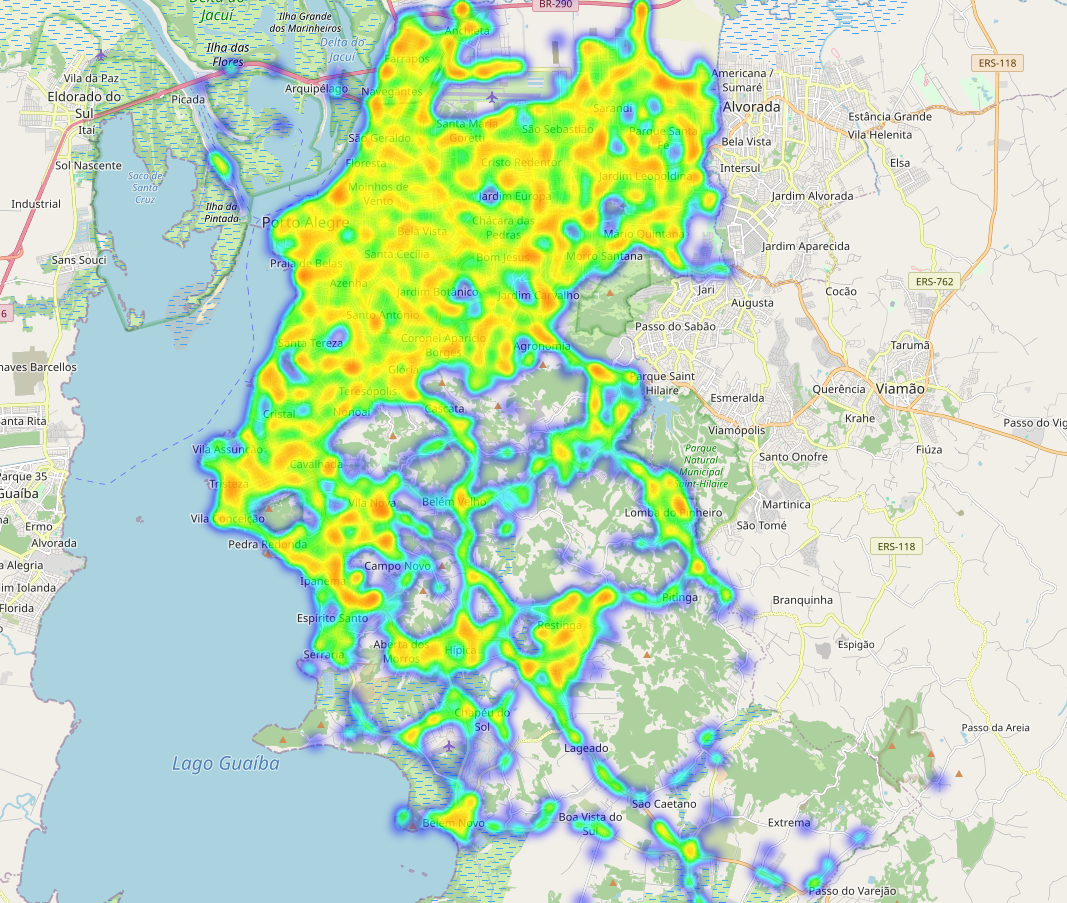 Delta do
Jacuí
Ilha Grande
dos Marinheiros
BR-290
Anchieta
Ilha das
Flores
Delta do
Jacuí
Farrapos
ERS-118
Vila da Paz
Americana /
Sumaré
Eldorado do
Sul
Picada
Arquipélago
Navegantes
Sarandi
Alvorada
Estância Grande
Itaí
Santa Maria
Goretti
São Sebastião
Parque Santa
Fé
Vila Helenita
São Geraldo
Bela Vista
Sol Nascente
Floresta
Cristo Redentor
Intersul
Elsa
Saco de
Santa
Cruz
Moinhos de
Vento
Jardim Europa
Jardim Leopoldina
Jardim Alvorada
Industrial
Ilha da
Pintada
Porto Alegre
Bela Vista
Chácara das
Pedras
Mário Quintana
Jardim Aparecida
Sans Souci
Praia de Belas
Santa Cecília
Bom Jesus
Morro Santana
Azenha
Jardim Botânico
Jardim Carvalho
Jari
Augusta
Cocão
ERS-762
6
Santo Antônio
Passo do Sabão
Santa Tereza
Coronel Aparício
Borges
Agronomia
Tarumã
haves Barcellos
Glória
Parque Saint
Hilaire
Querência
Viamão
Teresópolis
Esmeralda
Santa Rita
Cristal
Nonoai
Cascata
Viamópolis
Krahe
Passo do Vig
Vila Assunção
Parque
Natural
Municipal
Saint-Hilaire
Santo Onofre
Fiúza
Parque 35
Guaíba
Cavalhada
Tristeza
Ermo
Vila Conceição
Vila Nova
Belém Velho
Lomba do Pinheiro
Martinica
São Tomé
Alvorada
Pedra Redonda
ERS-118
a Alegria
Campo Novo
im Iolanda
Ipanema
Florida
Espírito Santo
Pitinga
Branquinha
Restinga
Serraria
Aberta dos
Morros
Hípica
Espigão
Chapéu do
Sol
Passo da Areia
Lago Guaíba
Lageado
São Caetano
Belém Novo
Boa Vista do
Sul
Extrema
Passo do Varejão